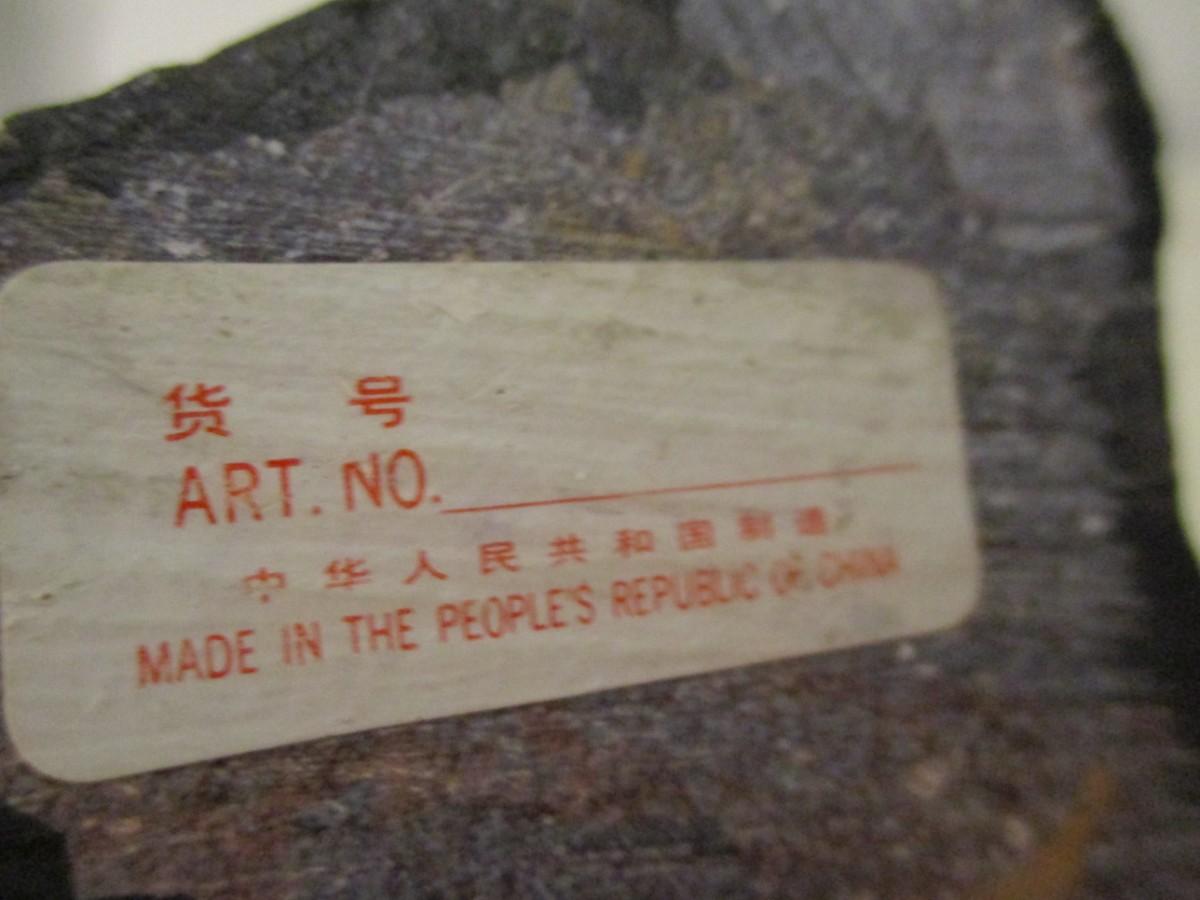 货 号
ART. NO.
中华人民共和国制造
MADE IN THE PEOPLE'S REPUBLIC OF CHINA